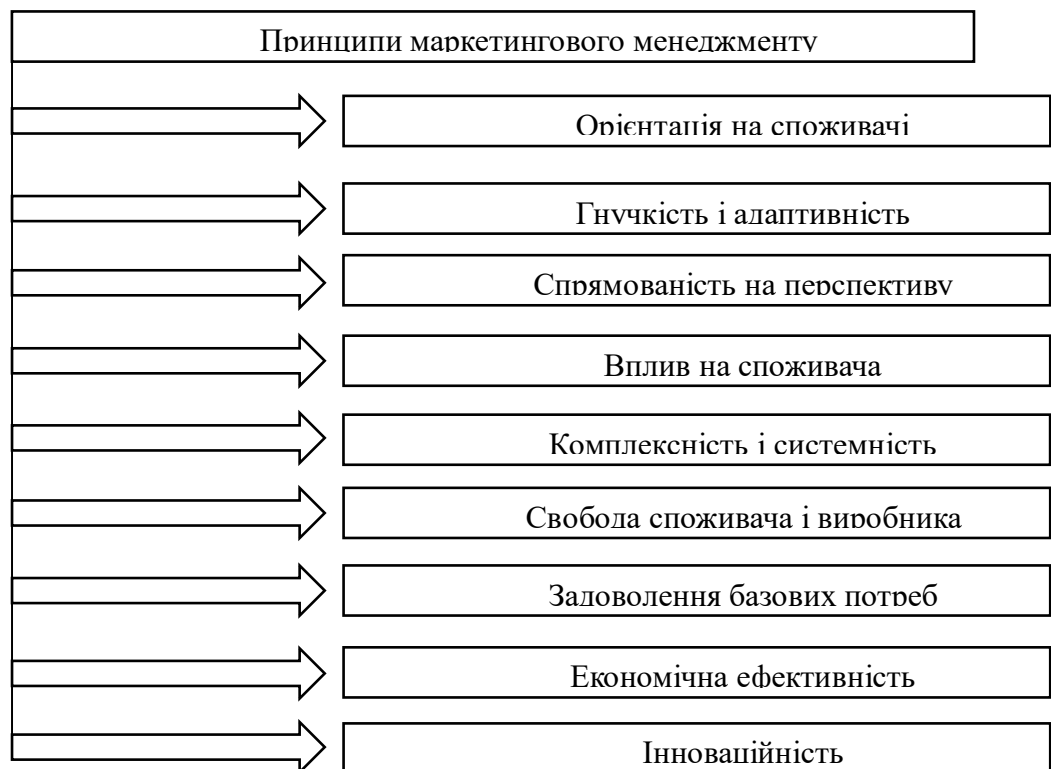 Принципи маркетингового менеджменту
Орієнтація на споживачі
Гнучкість і адаптивність
Спрямованість на перспективу
Вплив на споживача
Комплексність і системність
Свобода споживача і виробника
Задоволення базових потреб
Економічна ефективність
Інноваційність